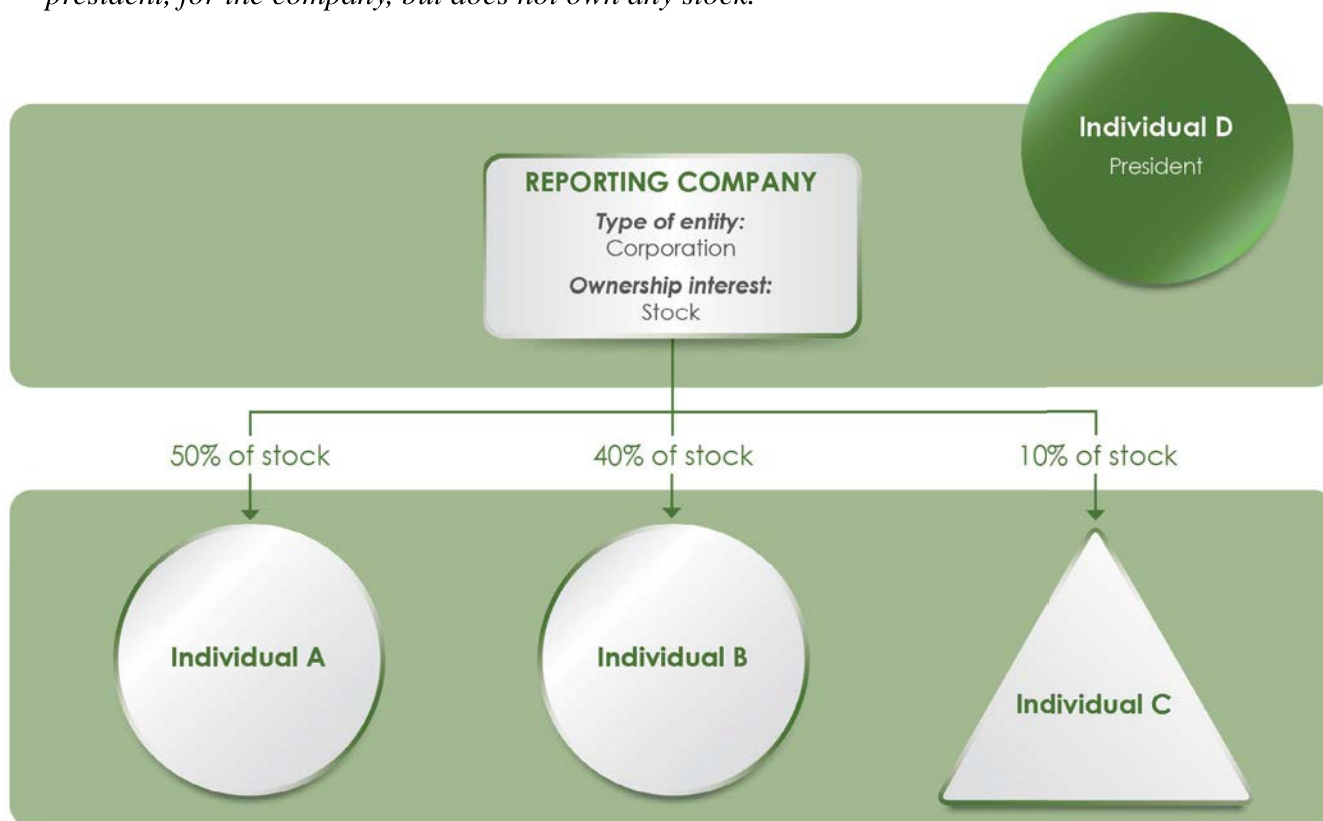 president, for the company, but does not own any stock.
Individual D
President
REPORTING COMPANY
Type of entity:
Corporation
Ownership interest:
Stock
50% of stock
40% of stock
10% of stock
Individual A
Individual B
Individual C